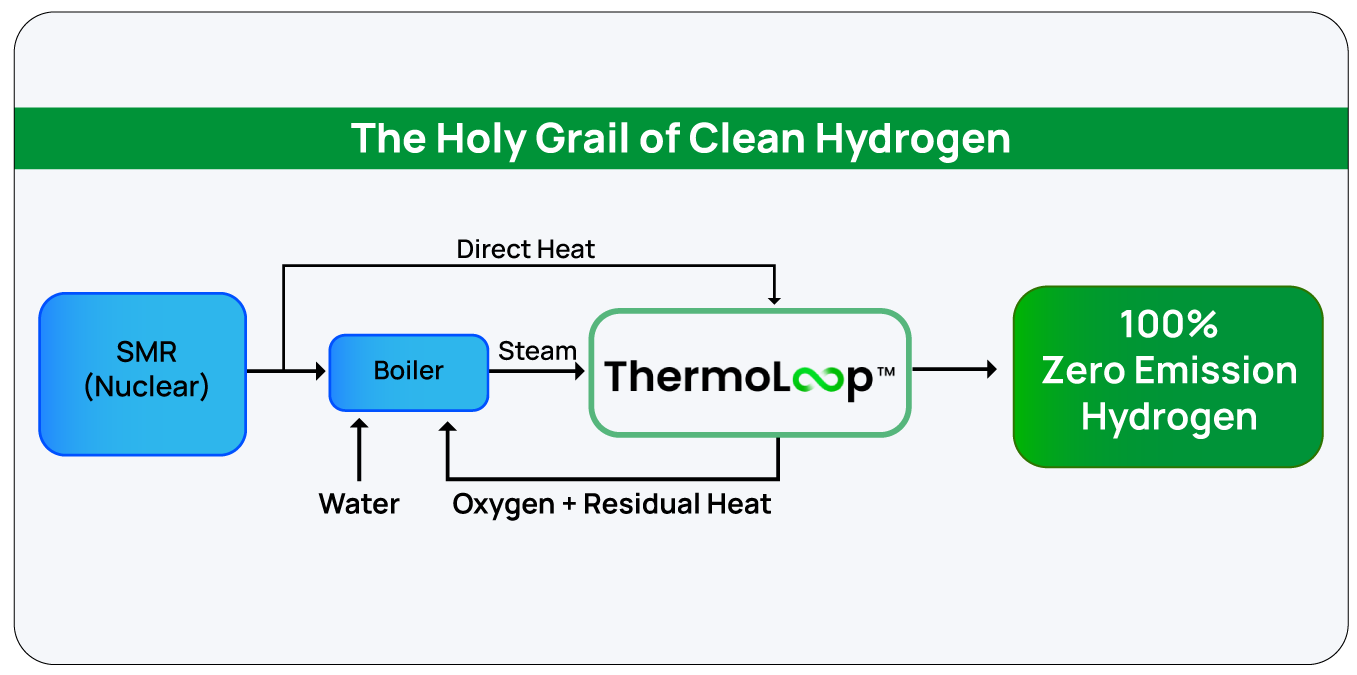 The Holy Grail of Clean Hydrogen
Direct Heat
SMR
(Nuclear)
Boiler
Steam
ThermoLoop™
100%
Zero Emission
Hydrogen
Water
Oxygen + Residual Heat